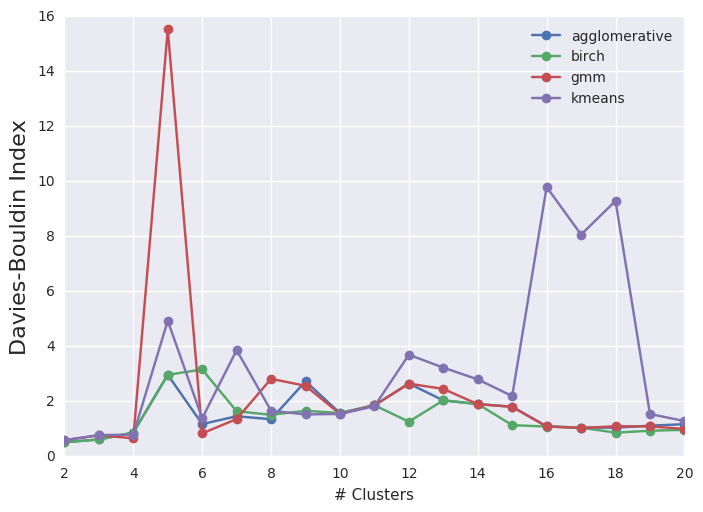 16
14
12
10
8
6
4
2
0
Davies-Bouldin Index
agglomerative
birch
gmm
kmeans
2 4 6 8 10 12 14 16 18 20
# Clusters